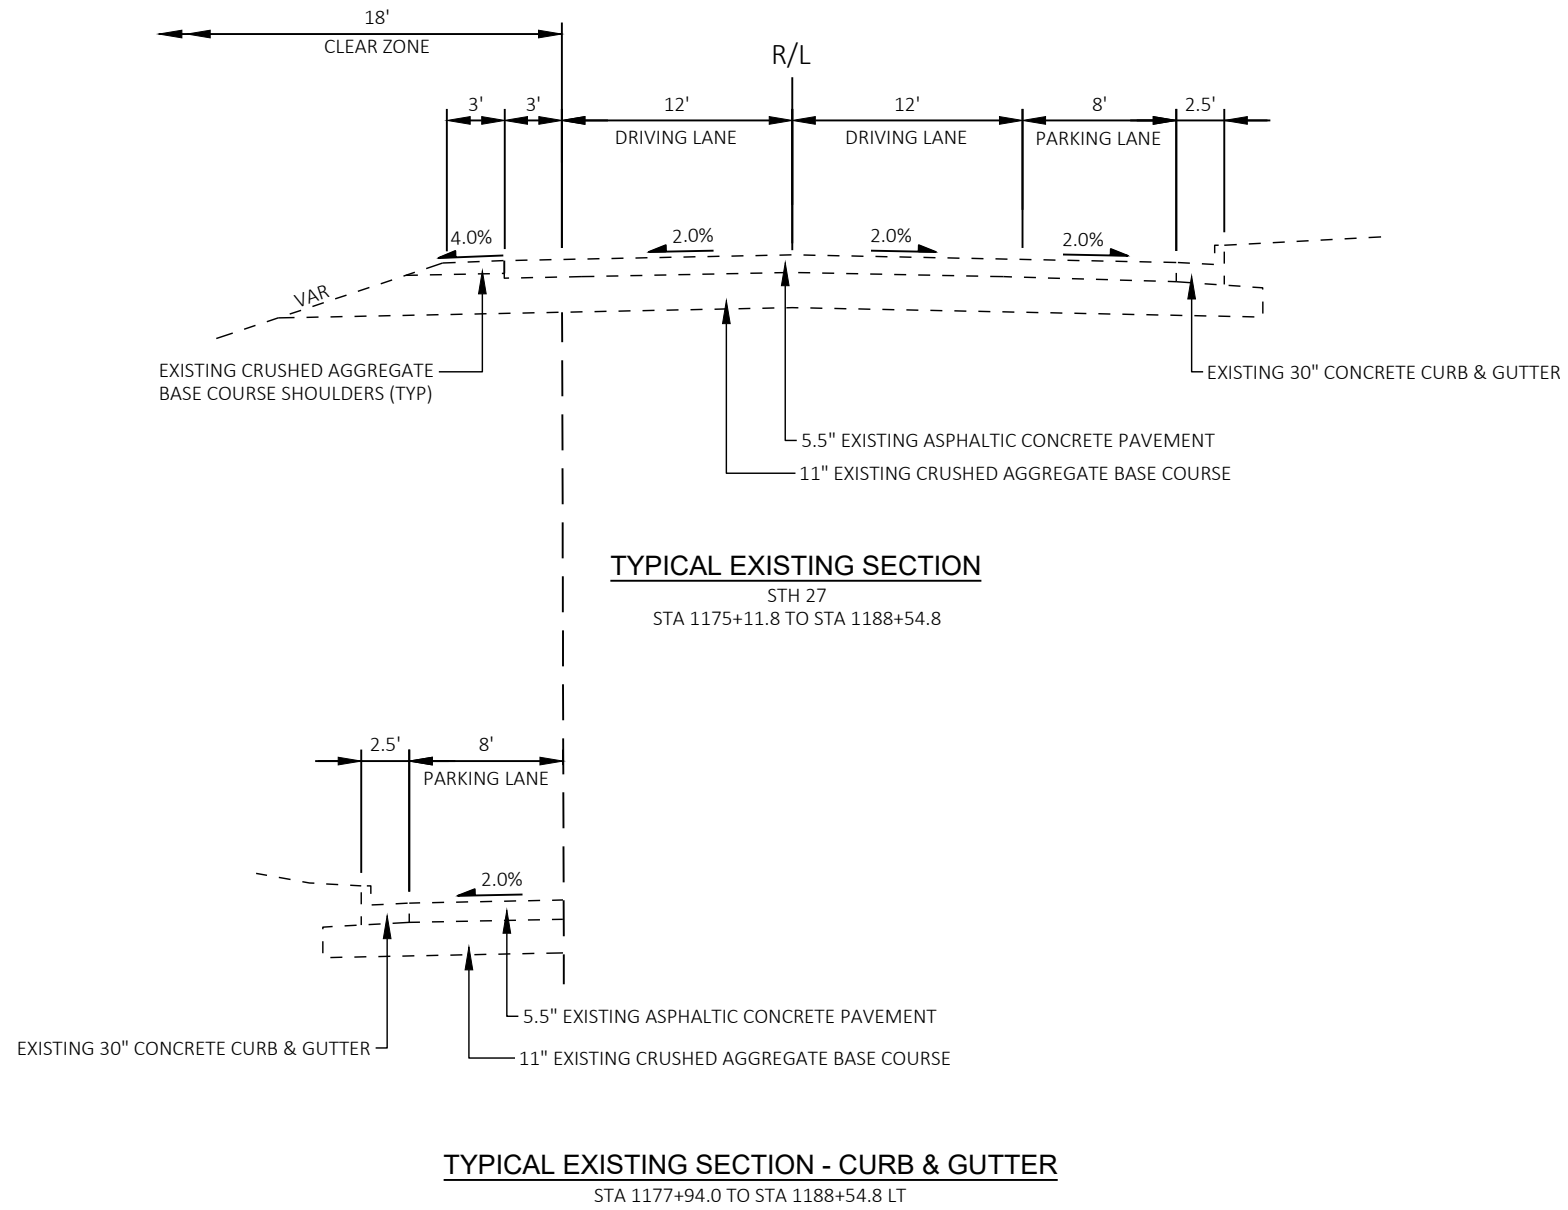 18'
CLEAR ZONE
R/L
3'
3'
12'
12'
8'
2.5'
DRIVING LANE
DRIVING LANE
PARKING LANE
4.0%
2.0%
2.0%
2.0%
VAR
EXISTING CRUSHED AGGREGATE
BASE COURSE SHOULDERS (TYP)
EXISTING 30" CONCRETE CURB & GUTTER
5.5" EXISTING ASPHALTIC CONCRETE PAVEMENT
11" EXISTING CRUSHED AGGREGATE BASE COURSE
TYPICAL EXISTING SECTION
STH 27
STA 1175+11.8 TO STA 1188+54.8
2.5'
8'
PARKING LANE
2.0%
5.5" EXISTING ASPHALTIC CONCRETE PAVEMENT
EXISTING 30" CONCRETE CURB & GUTTER
11" EXISTING CRUSHED AGGREGATE BASE COURSE
TYPICAL EXISTING SECTION - CURB & GUTTER
STA 1177+94.0 TO STA 1188+54.8 LT